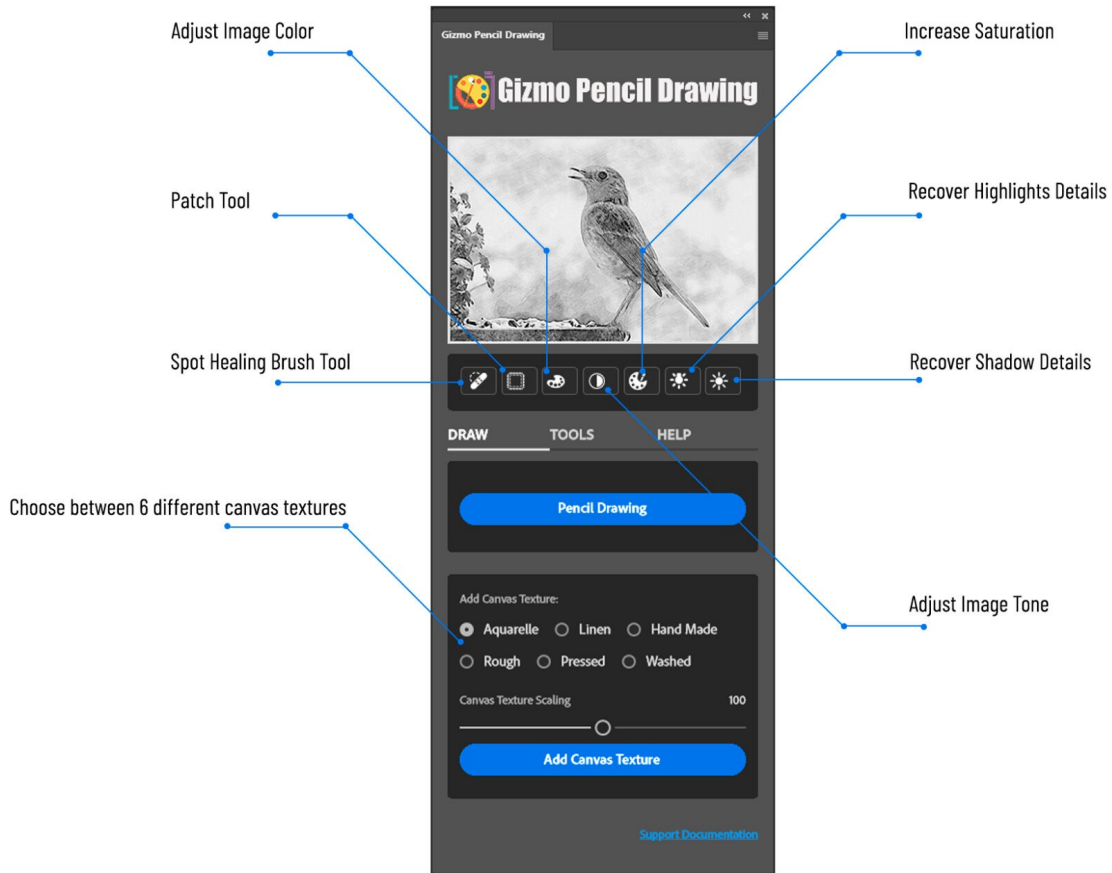 Adjust Image Color
Increase Saturation
Gizmo Pencil Drawing
Gizmo Pencil Drawing
Patch Tool
Recover Highlights Details
Spot Healing Brush Tool
Recover Shadow Details
DRAW TOOLS HELP
Choose between 6 different canvas textures
Pencil Drawing
Add Canvas Texture:
Adjust Image Tone
Aquarelle Linen Hand Made
Rough Pressed Washed
Canvas Texture Scaling 100
Add Canvas Texture
Support Documentation